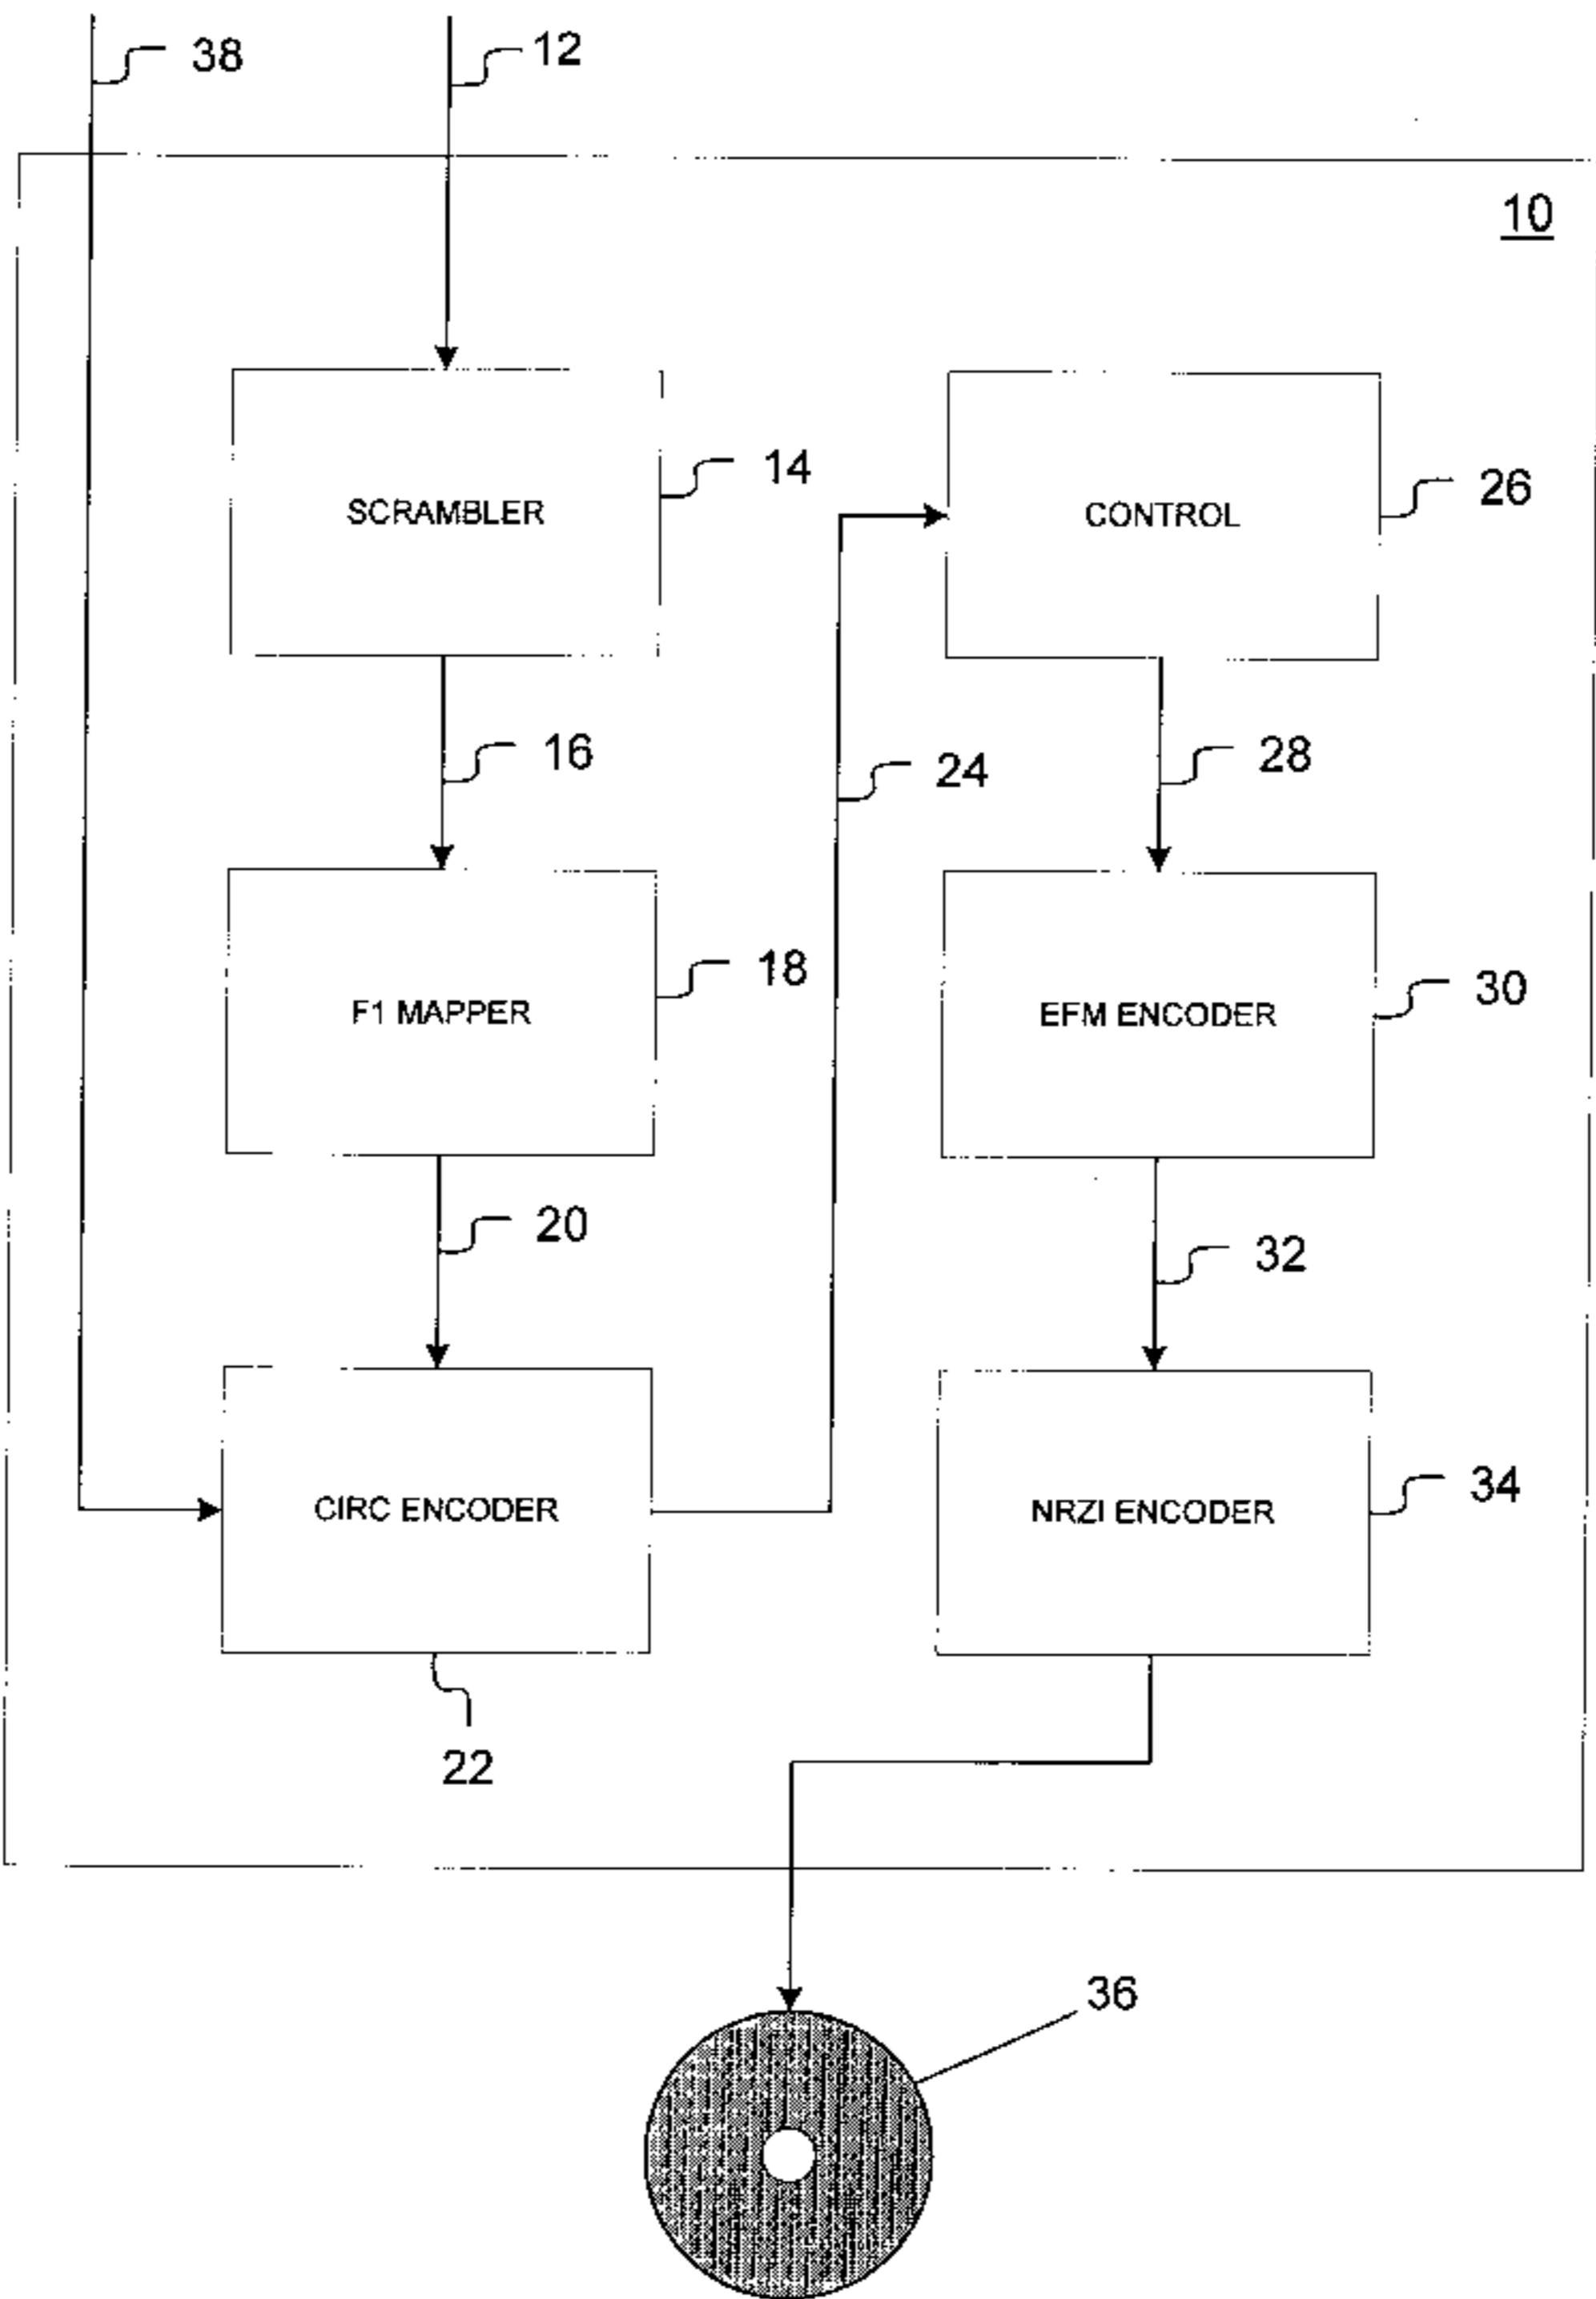 38
12
10
SCRAMBLER
14
CONTROL
26
16
24
28
F1 MAPPER
18
EFM ENCODER
30
20
32
CIRC ENCODER
NRZI ENCODER
34
22
36